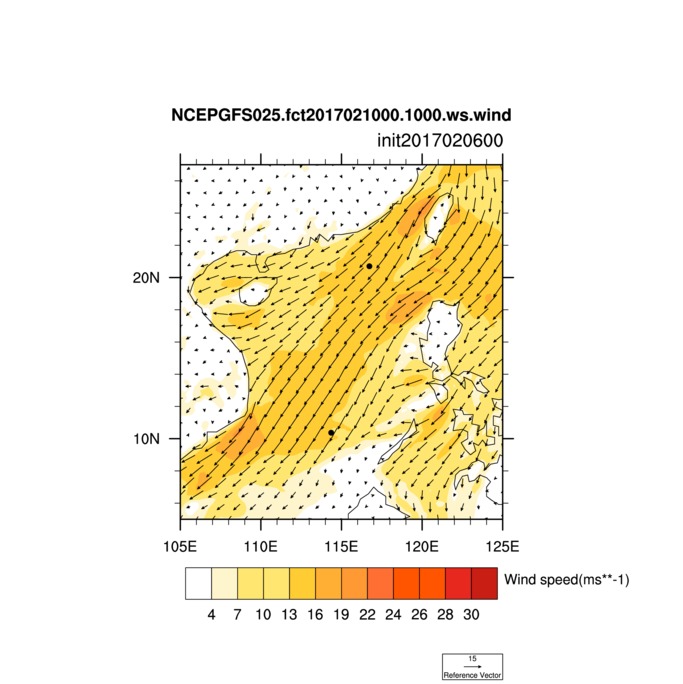 NCEPGFS025.fct2017021000.1000.ws.wind
init2017020600
20N
10N
105E 110E 115E 120E 125E
Wind speed(ms**-1)
4 7 10 13 16 19 22 24 26 28 30
15
Reference Vector